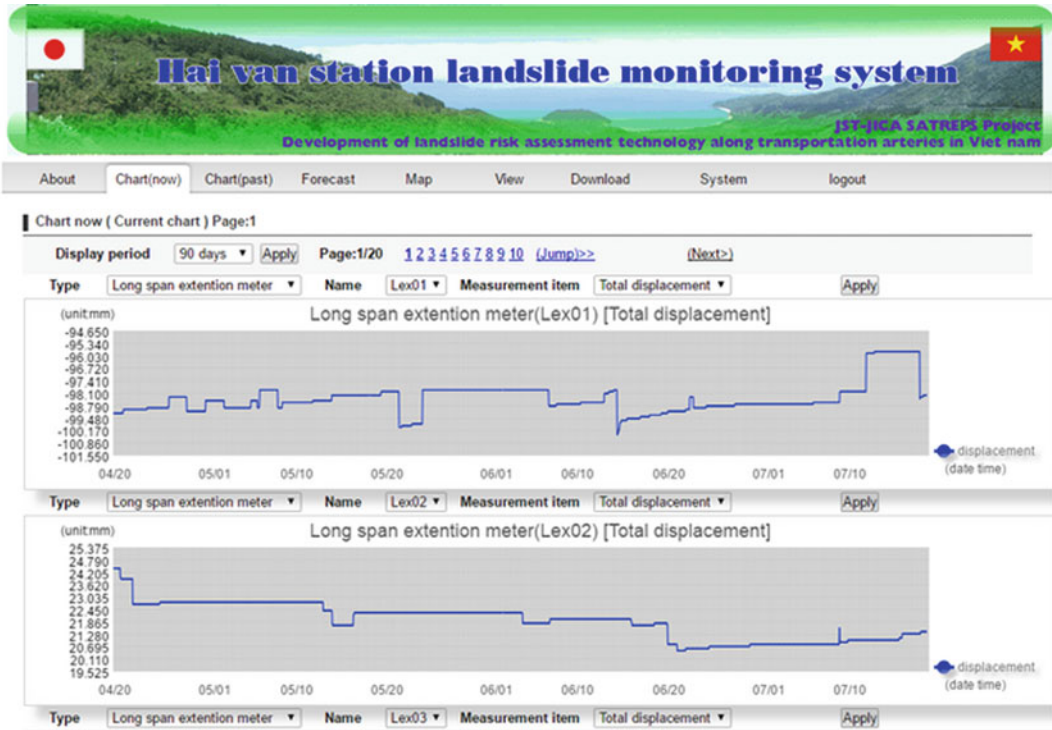 Hai van station landslide monitoring system
JST-JICA SATREPS Project
Development of landslide risk assessment technology along transportation arteries in Viet nam
About Chart(now) Chart(past) Forecast Map View Download System logout
Chart now ( Current chart ) Page:1
Display period 90 days Apply Page:1/20 1 2 3 4 5 6 7 8 9 10 (Jump)>> (Next>)
Type Long span extention meter Name Lex01 Measurement item Total displacement Apply
(unit:mm) Long span extention meter(Lex01) [Total displacement]
-94.650
-95.340
-96.030
-96.720
-97.410
-98.100
-98.790
-99.480
-100.170
-100.860
-101.550
displacement
(date time)
04/20 05/01 05/10 05/20 06/01 06/10 06/20 07/01 07/10
Type Long span extention meter Name Lex02 Measurement item Total displacement Apply
(unit:mm) Long span extention meter(Lex02) [Total displacement]
25.375
24.790
24.205
23.620
23.035
22.450
21.865
21.280
20.695
20.110
19.525
displacement
(date time)
04/20 05/01 05/10 05/20 06/01 06/10 06/20 07/01 07/10
Type Long span extention meter Name Lex03 Measurement item Total displacement Apply